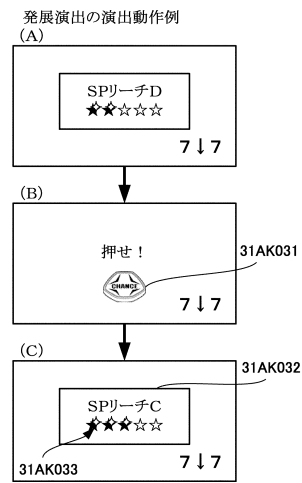 発展演出の演出動作例
(A)
SPリーチD
★★☆☆☆
7↓7
(B)
押せ！
31AK031
CHANCE
7↓7
(C)
31AK032
SPリーチC
★★★☆☆
31AK033
7↓7